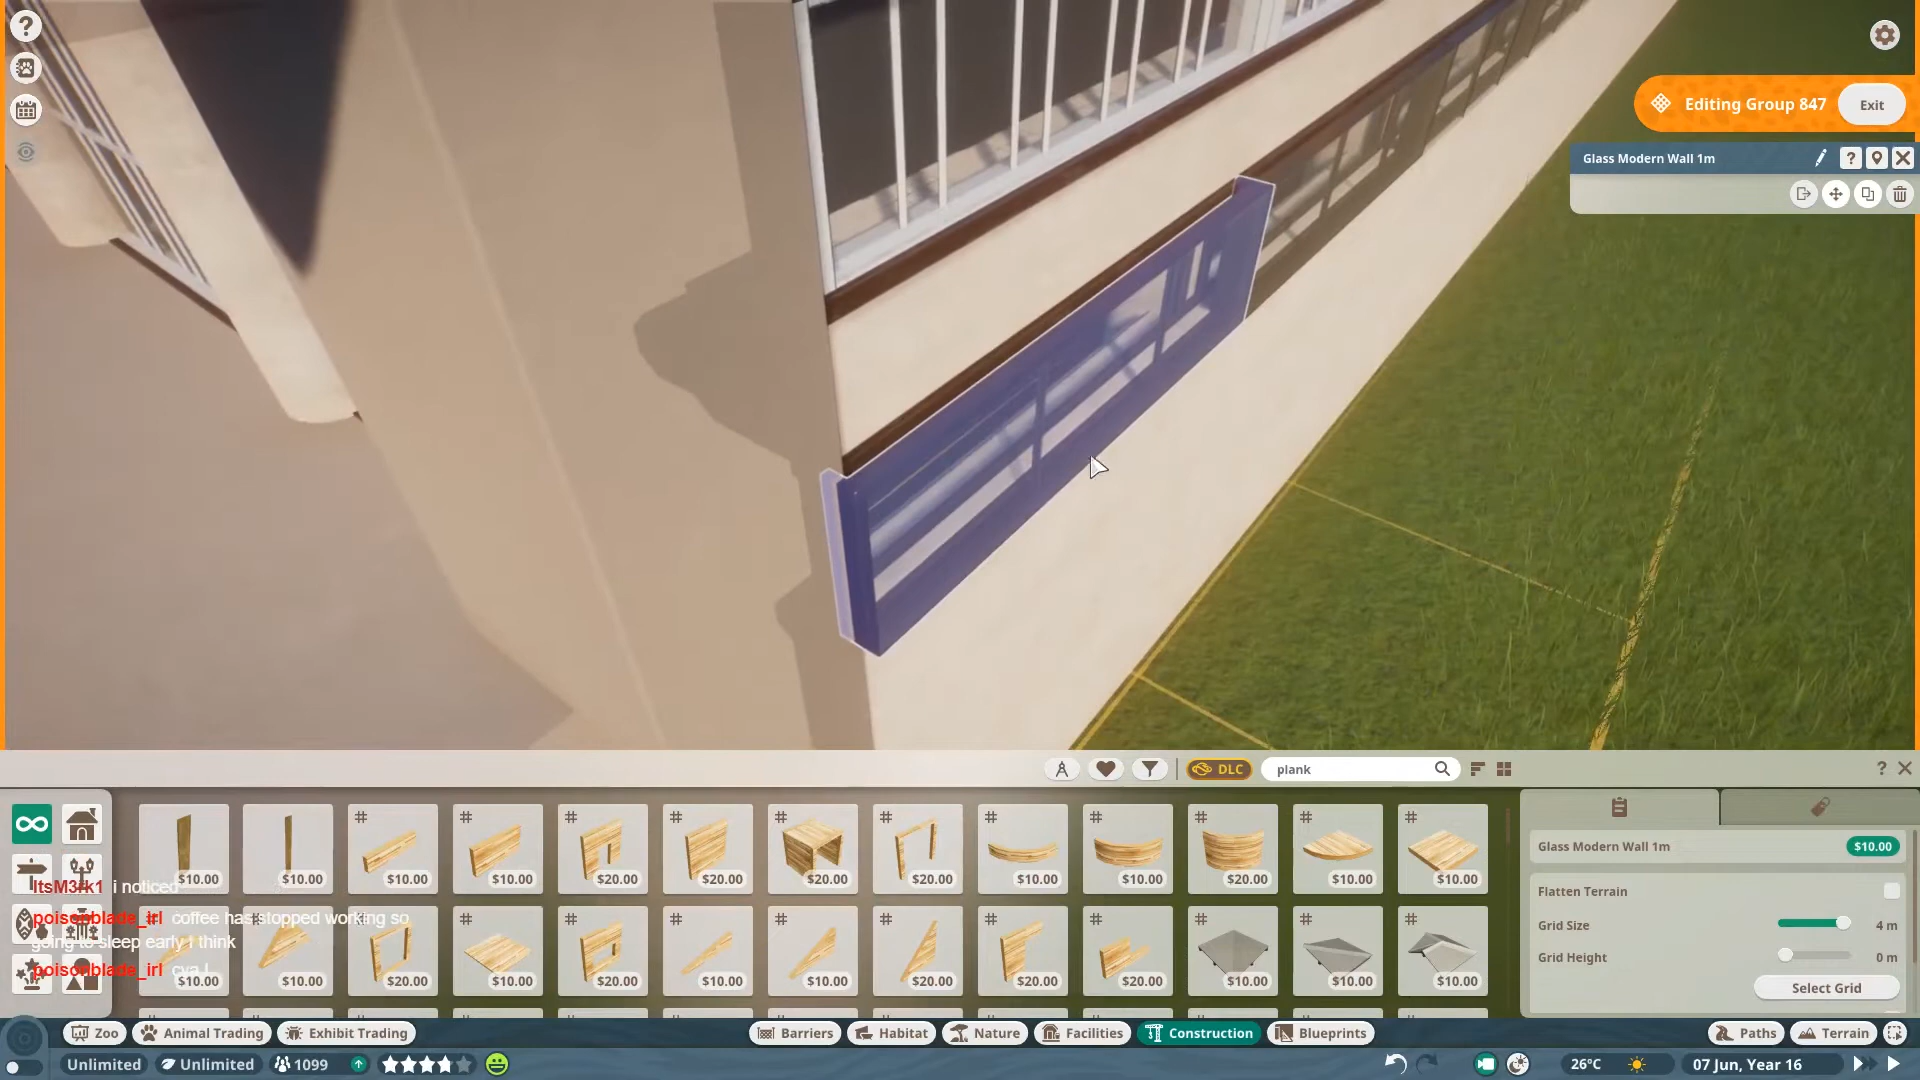 Editing Group 847
Exit
Glass Modern Wall 1m
DLC
plank
$10.00 $10.00 $10.00 $10.00 $20.00 $20.00 $20.00 $20.00 $10.00 $10.00 $20.00 $10.00 $10.00
$10.00 $10.00 $20.00 $10.00 $20.00 $10.00 $10.00 $20.00 $20.00 $20.00 $10.00 $10.00 $10.00
ItsM3rk1 i noticed
poisonblade_irl coffee has stopped working so
going to sleep early i think
poisonblade_irl cya !
Glass Modern Wall 1m
$10.00
Flatten Terrain
Grid Size
4 m
Grid Height
0 m
Select Grid
Zoo
Animal Trading
Exhibit Trading
Barriers
Habitat
Nature
Facilities
Construction
Blueprints
Paths
Terrain
Unlimited
Unlimited
1099
26°C
07 Jun, Year 16